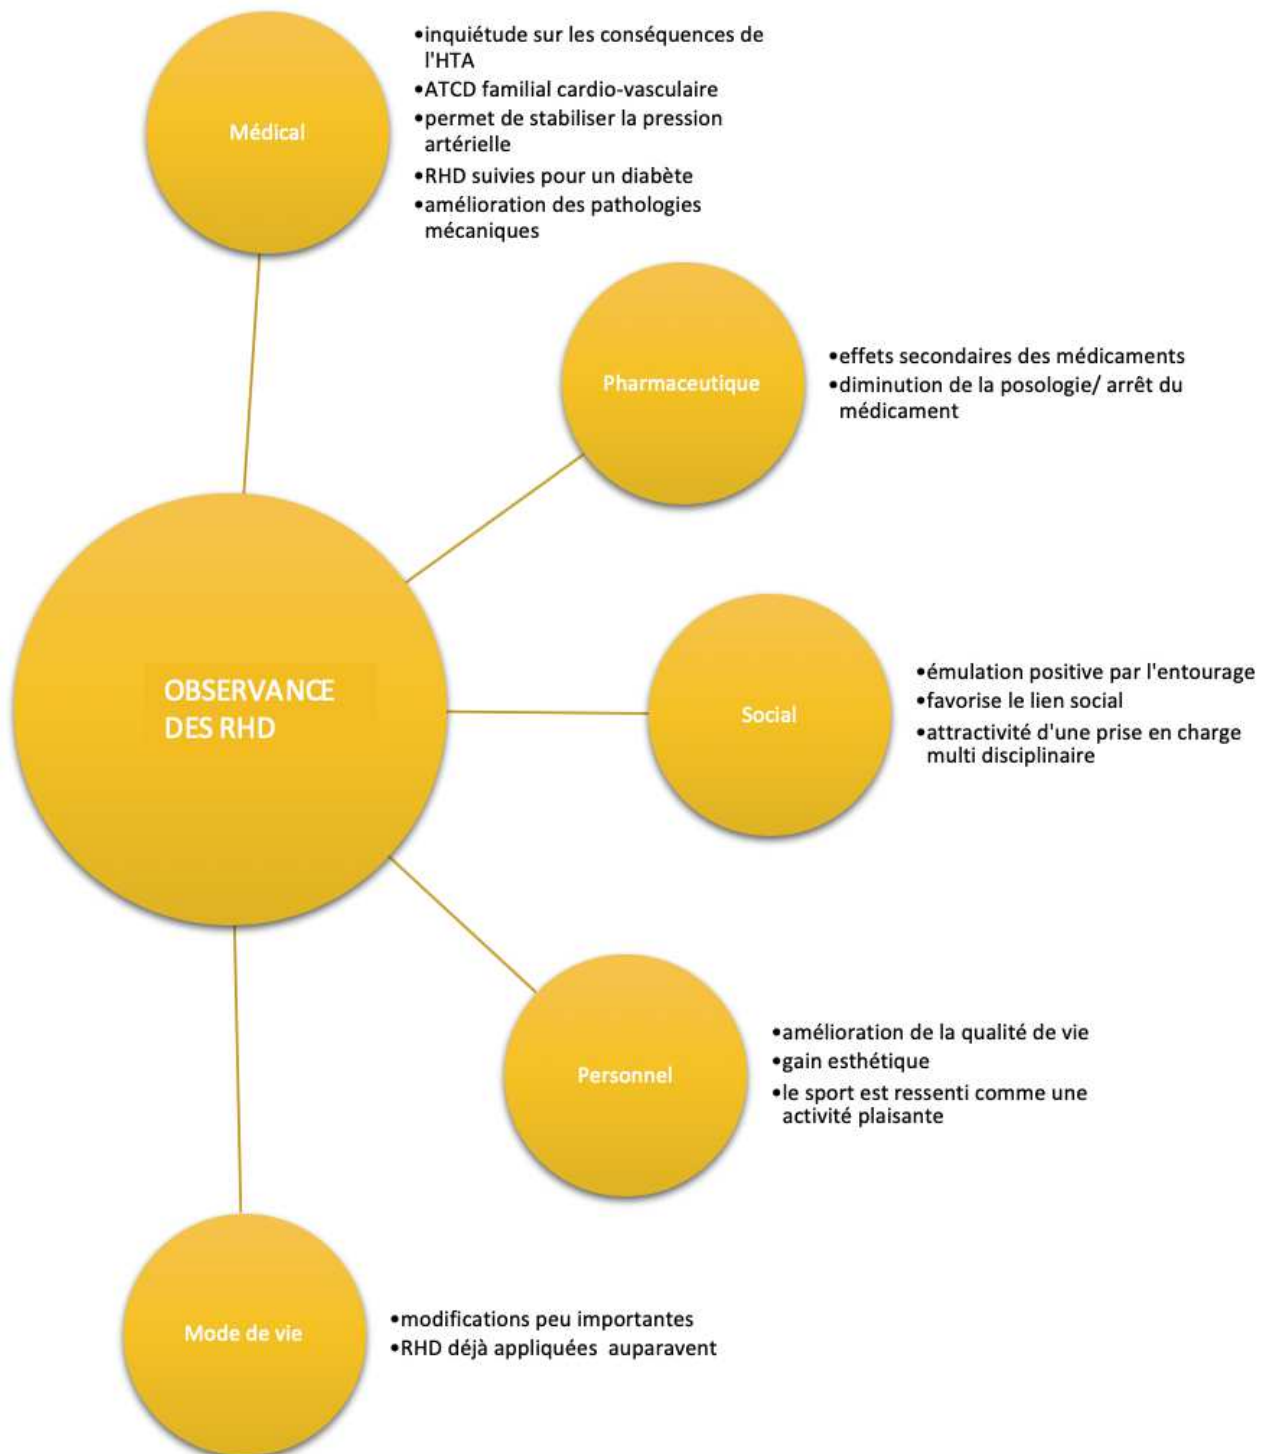 •inquiétude sur les conséquences de
l'HTA
•ATCD familial cardio-vasculaire
•permet de stabiliser la pression
artérielle
•RHD suivies pour un diabète
•amélioration des pathologies
mécaniques
Médical
•effets secondaires des médicaments
•diminution de la posologie/ arrêt du
médicament
Pharmaceutique
OBSERVANCE
DES RHD
•émulation positive par l'entourage
•favorise le lien social
•attractivité d'une prise en charge
multi disciplinaire
Social
•amélioration de la qualité de vie
•gain esthétique
•le sport est ressenti comme une
activité plaisante
Personnel
•modifications peu importantes
•RHD déjà appliquées auparavent
Mode de vie